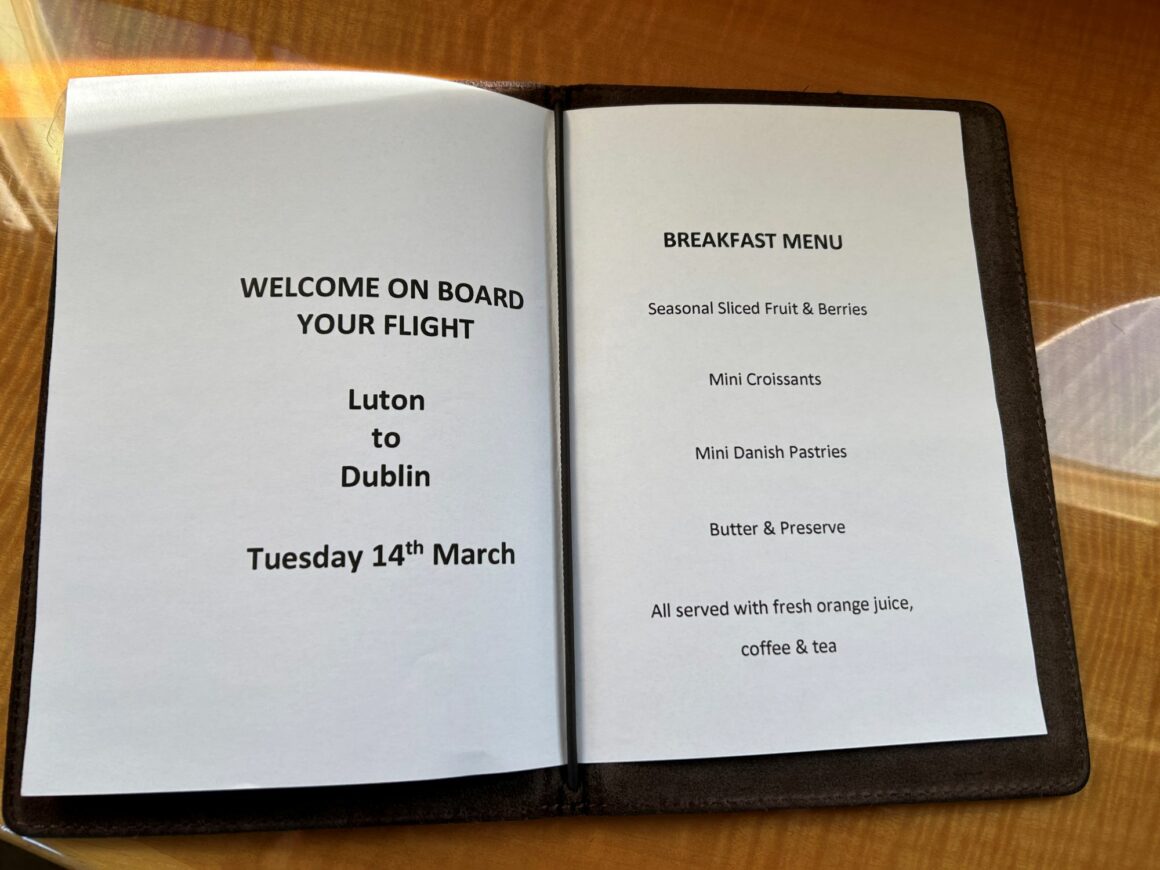 WELCOME ON BOARD
YOUR FLIGHT
Luton
to
Dublin
Tuesday 14th March
BREAKFAST MENU
Seasonal Sliced Fruit & Berries
Mini Croissants
Mini Danish Pastries
Butter & Preserve
All served with fresh orange juice,
coffee & tea